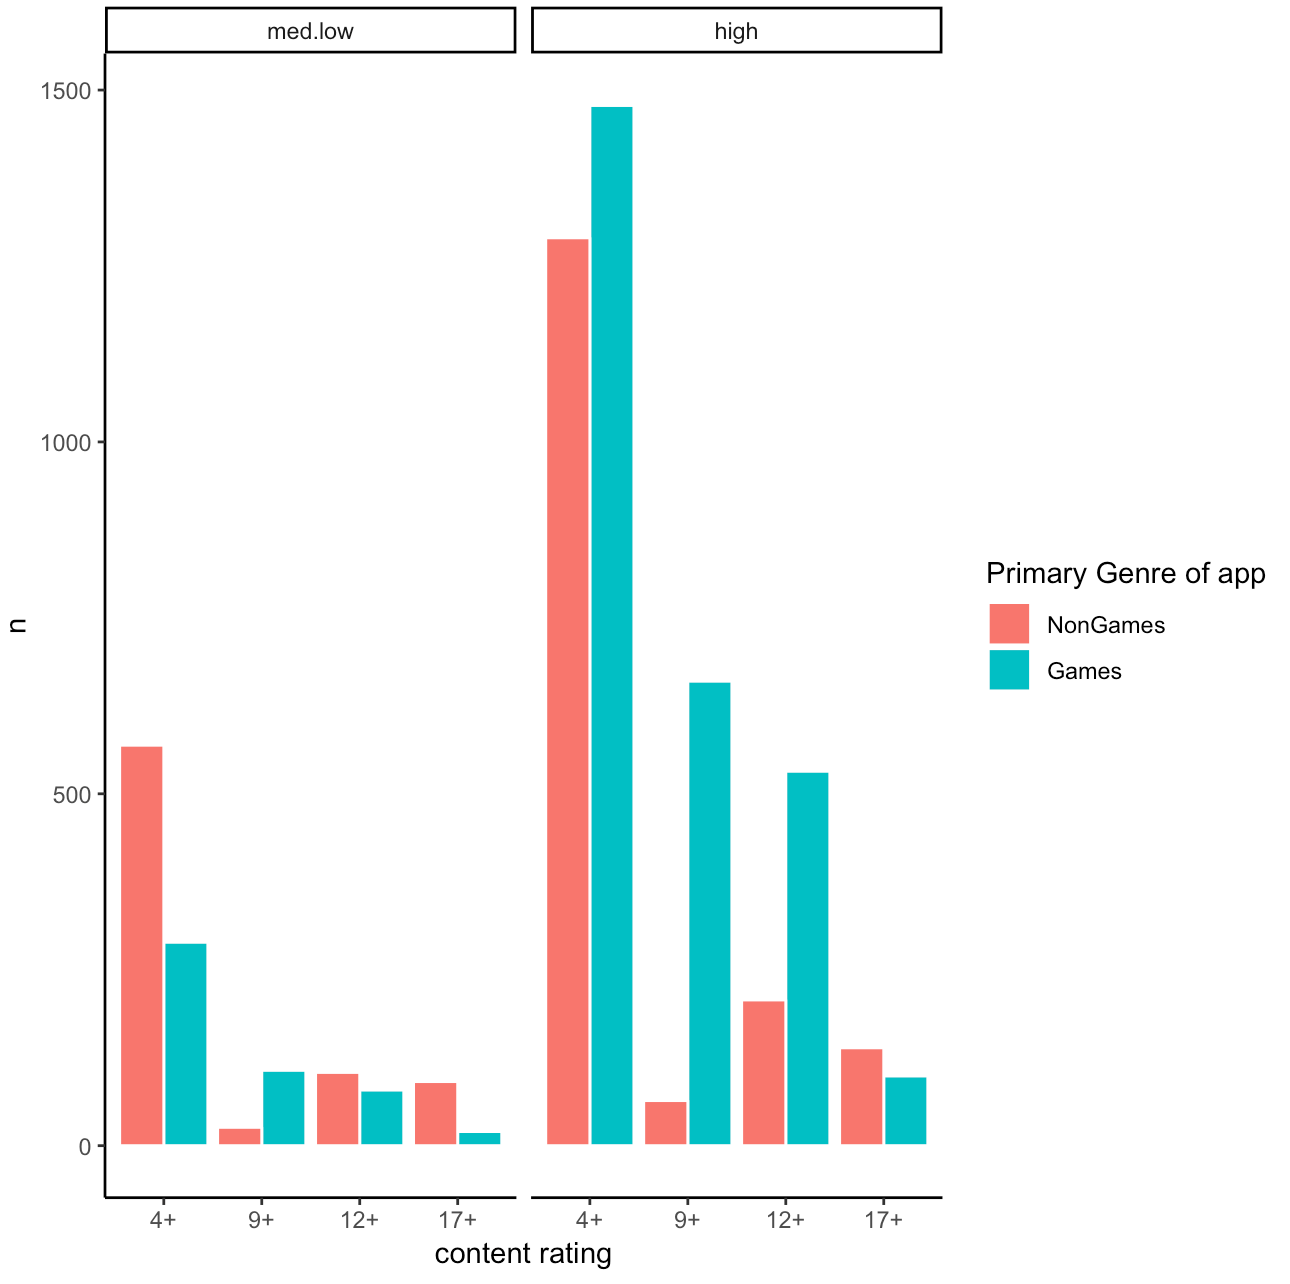 med.low
high
1500
1000
500
0
n
4+ 9+ 12+ 17+
4+ 9+ 12+ 17+
content rating
Primary Genre of app
NonGames
Games